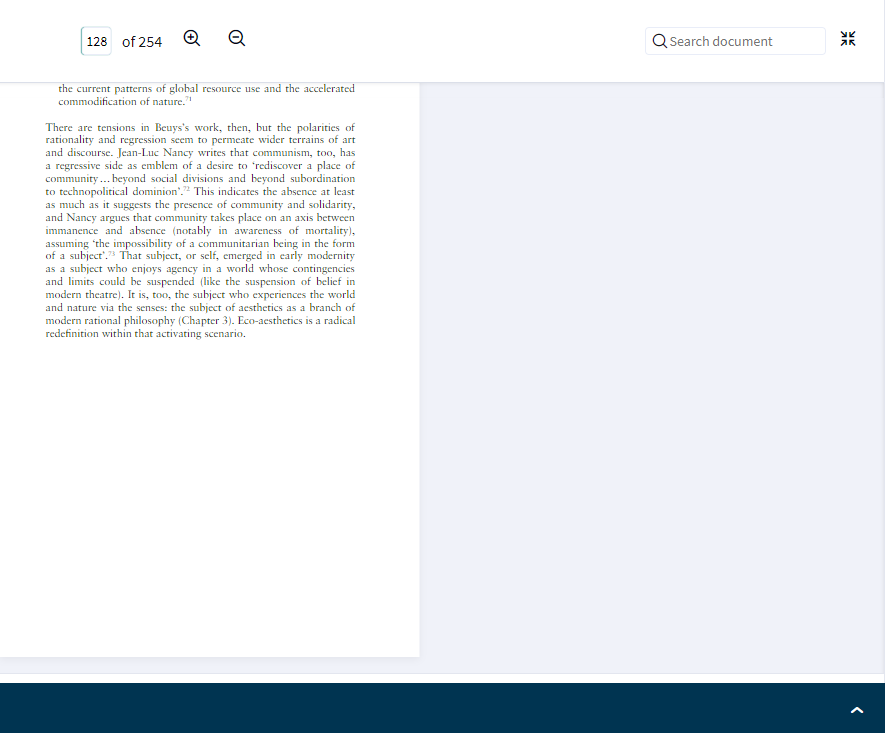 128 of 254
Search document
the current patterns of global resource use and the accelerated
commodification of nature.71
There are tensions in Beuys's work, then, but the polarities of
rationality and regression seem to permeate wider terrains of art
and discourse. Jean-Luc Nancy writes that communism, too, has
a regressive side as emblem of a desire to 'rediscover a place of
community…beyond social divisions and beyond subordination
to technopolitical dominion'.72 This indicates the absence at least
as much as it suggests the presence of community and solidarity,
and Nancy argues that community takes place on an axis between
immanence and absence (notably in awareness of mortality),
assuming 'the impossibility of a communitarian being in the form
of a subject'.73 That subject, or self, emerged in early modernity
as a subject who enjoys agency in a world whose contingencies
and limits could be suspended (like the suspension of belief in
modern theatre). It is, too, the subject who experiences the world
and nature via the senses: the subject of aesthetics as a branch of
modern rational philosophy (Chapter 3). Eco-aesthetics is a radical
redefinition within that activating scenario.